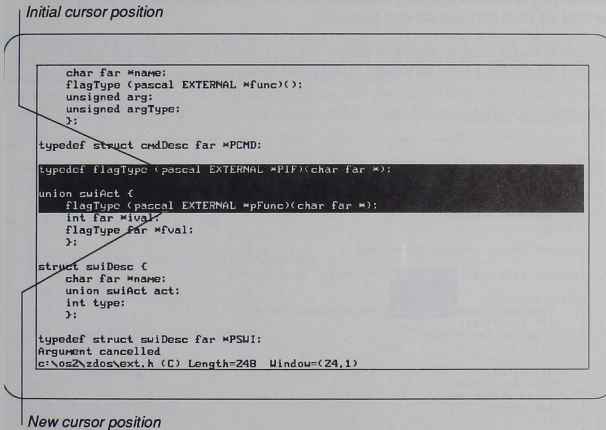 Initial cursor position
char far *name;
flagType (pascal EXTERNAL *func)();
unsigned arg;
unsigned argType;
};
typedef struct cmdDesc far *PCMD;
typedef flagType (pascal EXTERNAL *PIF)(char far *);
union swiAct {
flagType (pascal EXTERNAL *pFunc)(char far *);
int far *ival;
flagType far *fval;
};
struct swiDesc {
char far *name;
union swiAct act;
int type;
};
typedef struct swiDesc far *PSWI;
Argument cancelled
c:\os2\zdos\ext.h (C) Length=248 Window=(24,1)
New cursor position